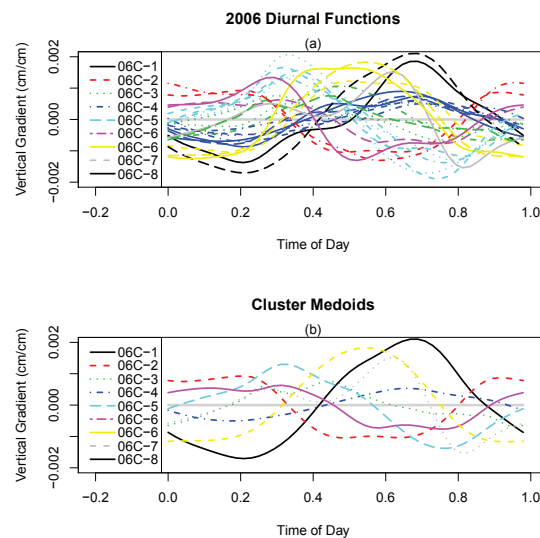 2006 Diurnal Functions
(a)
Vertical Gradient (cm/cm)
0.002
0.000
−0.002
06C−1
06C−2
06C−3
06C−4
06C−5
06C−6
06C−6
06C−7
06C−8
−0.2 0.0 0.2 0.4 0.6 0.8 1.0
Time of Day
Cluster Medoids
(b)
Vertical Gradient (cm/cm)
0.002
0.000
−0.002
06C−1
06C−2
06C−3
06C−4
06C−5
06C−6
06C−6
06C−7
06C−8
−0.2 0.0 0.2 0.4 0.6 0.8 1.0
Time of Day